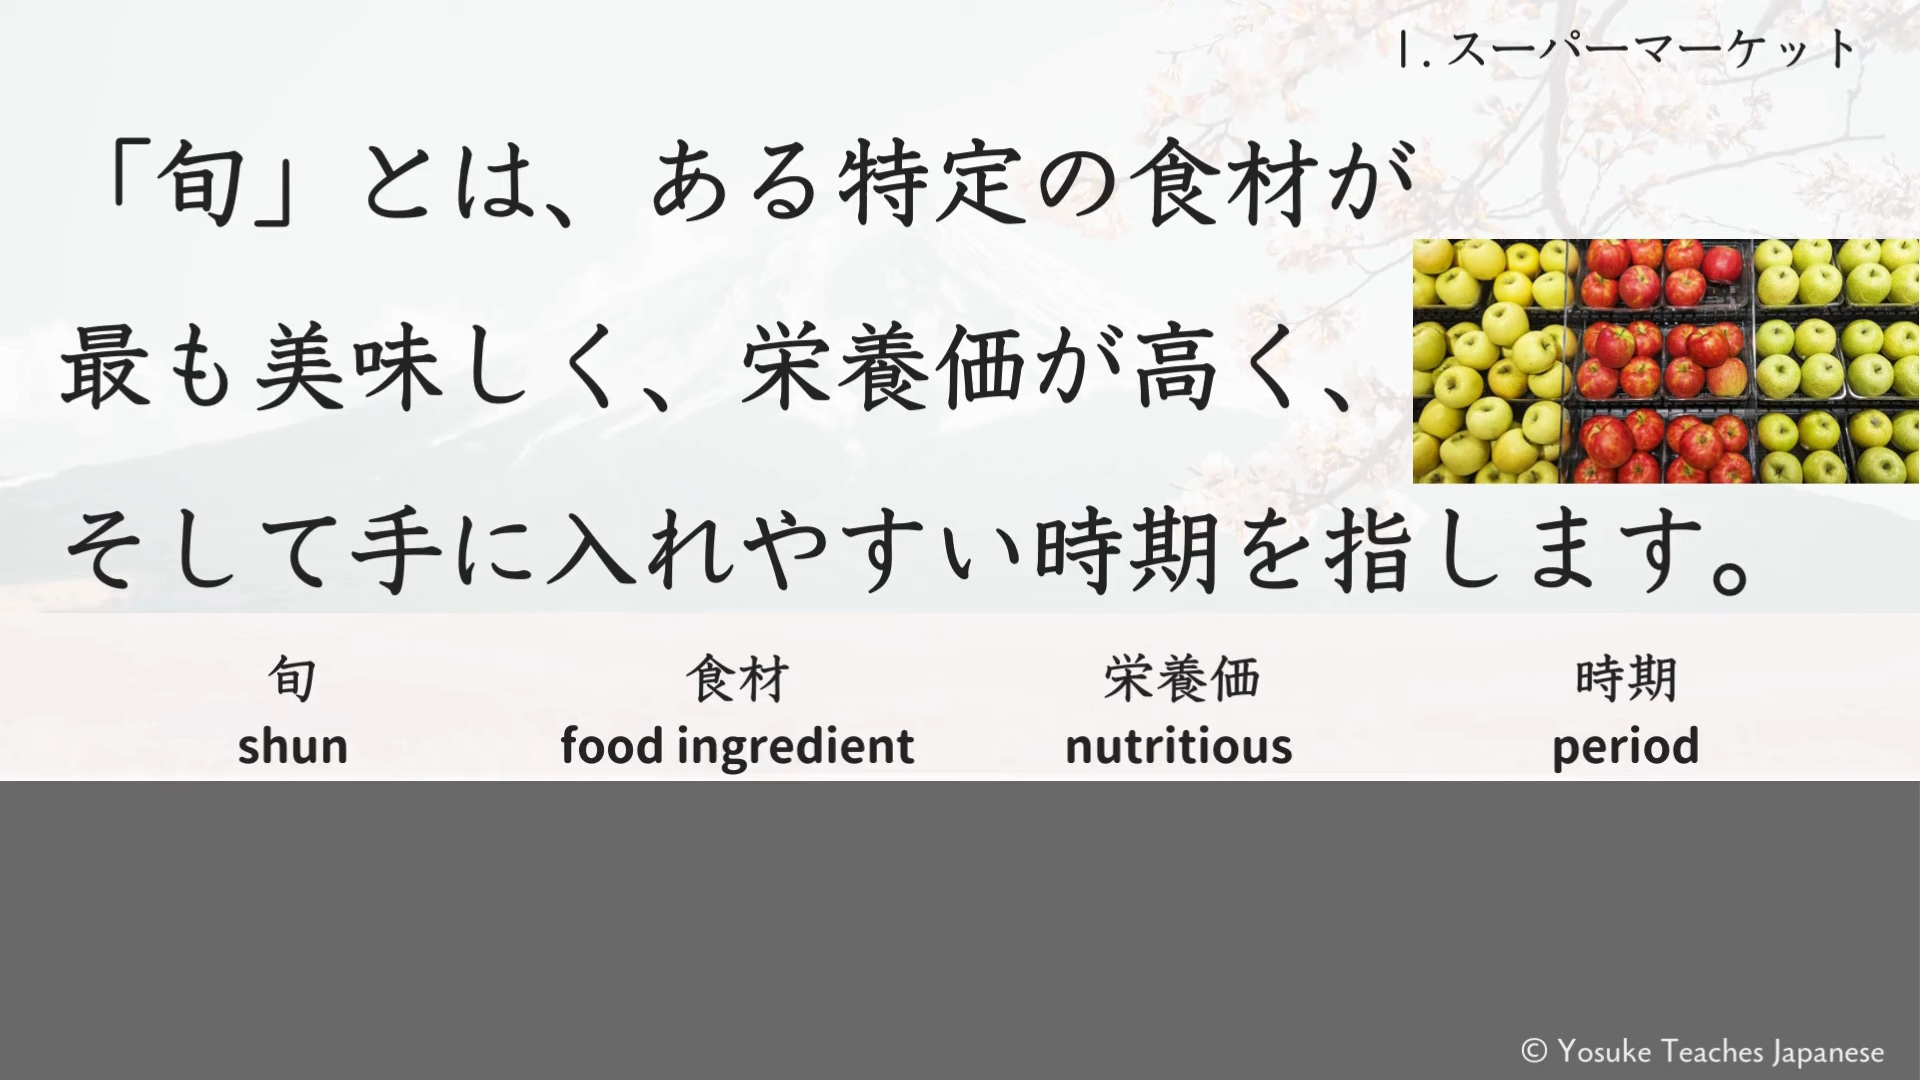 1. スーパーマーケット
「旬」とは、ある特定の食材が
最も美味しく、栄養価が高く、
そして手に入れやすい時期を指します。
旬 食材 栄養価 時期
shun food ingredient nutritious period
© Yosuke Teaches Japanese